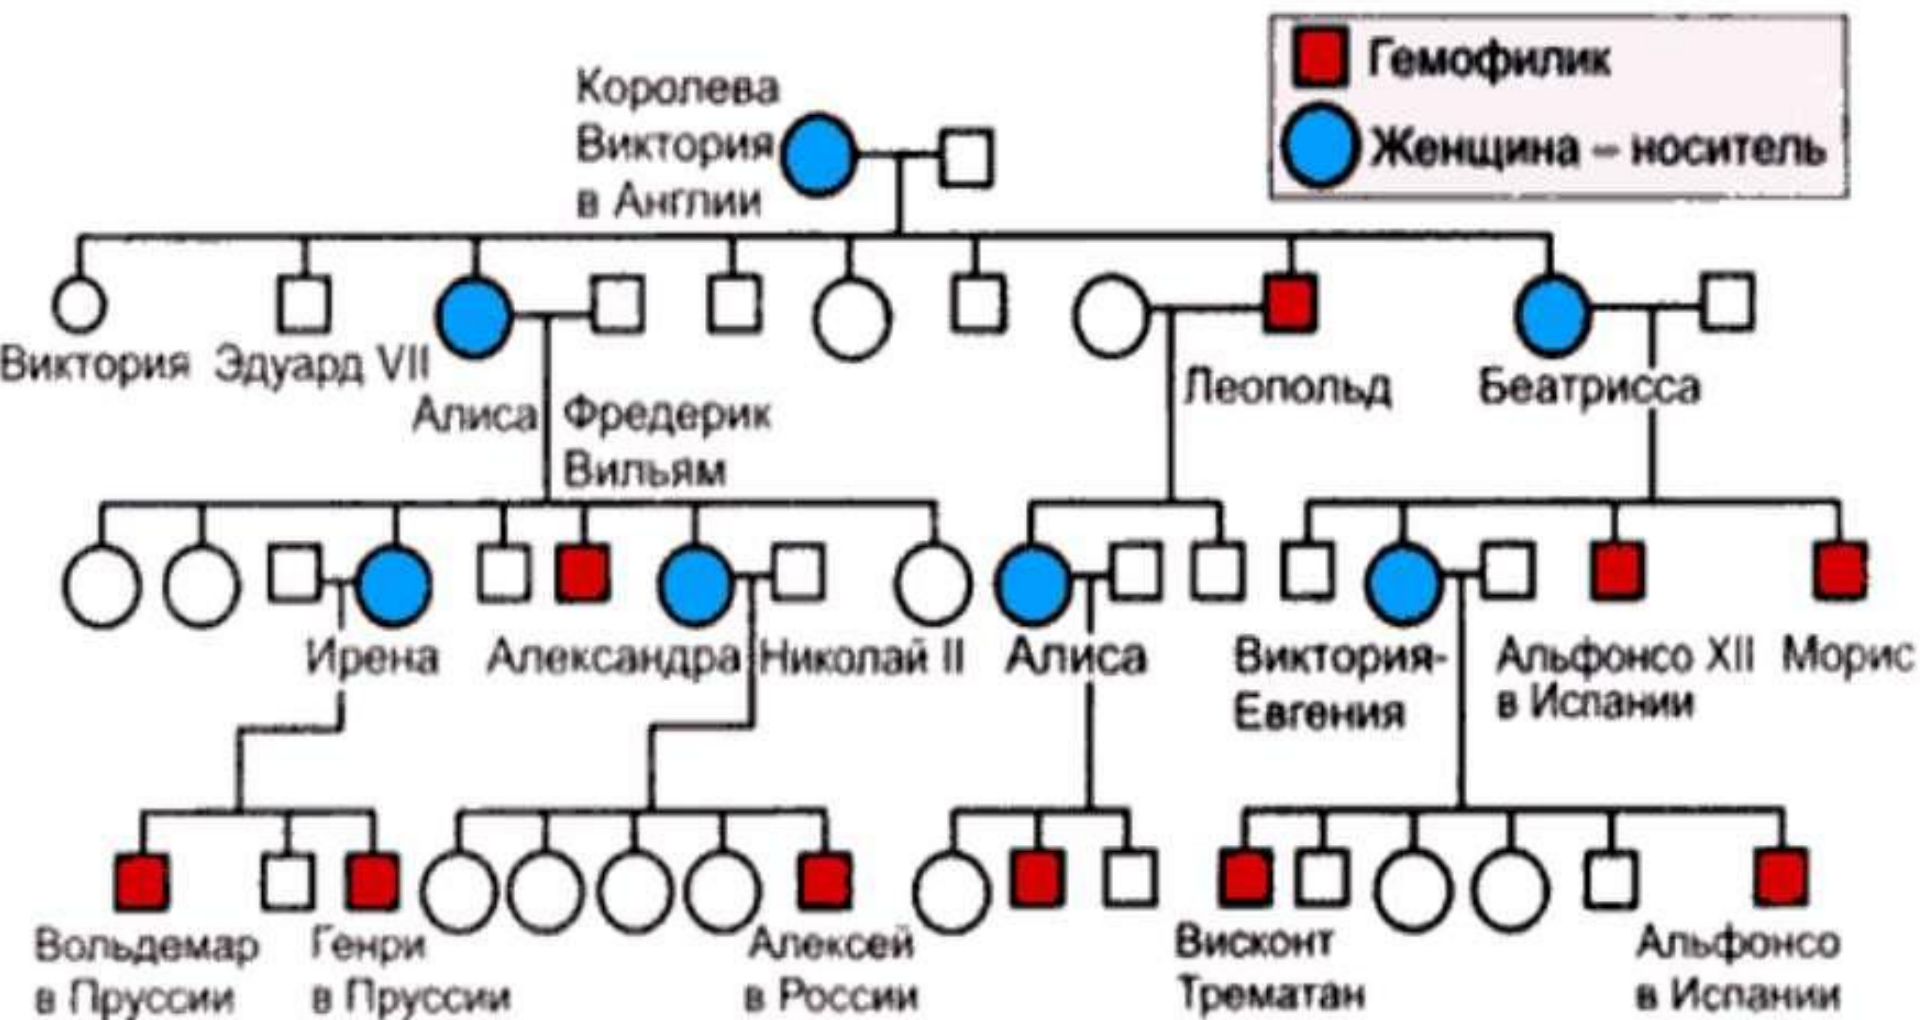 Гемофилик
Женщина – носитель
Королева
Виктория
в Англии
Виктория
Эдуард VII
Алиса
Фредерик
Вильям
Леопольд
Беатрисса
Ирена
Александра
Николай II
Алиса
Виктория-
Евгения
Альфонсо XII
в Испании
Морис
Вольдемар
в Пруссии
Генри
в Пруссии
Алексей
в России
Висконт
Трематан
Альфонсо
в Испании